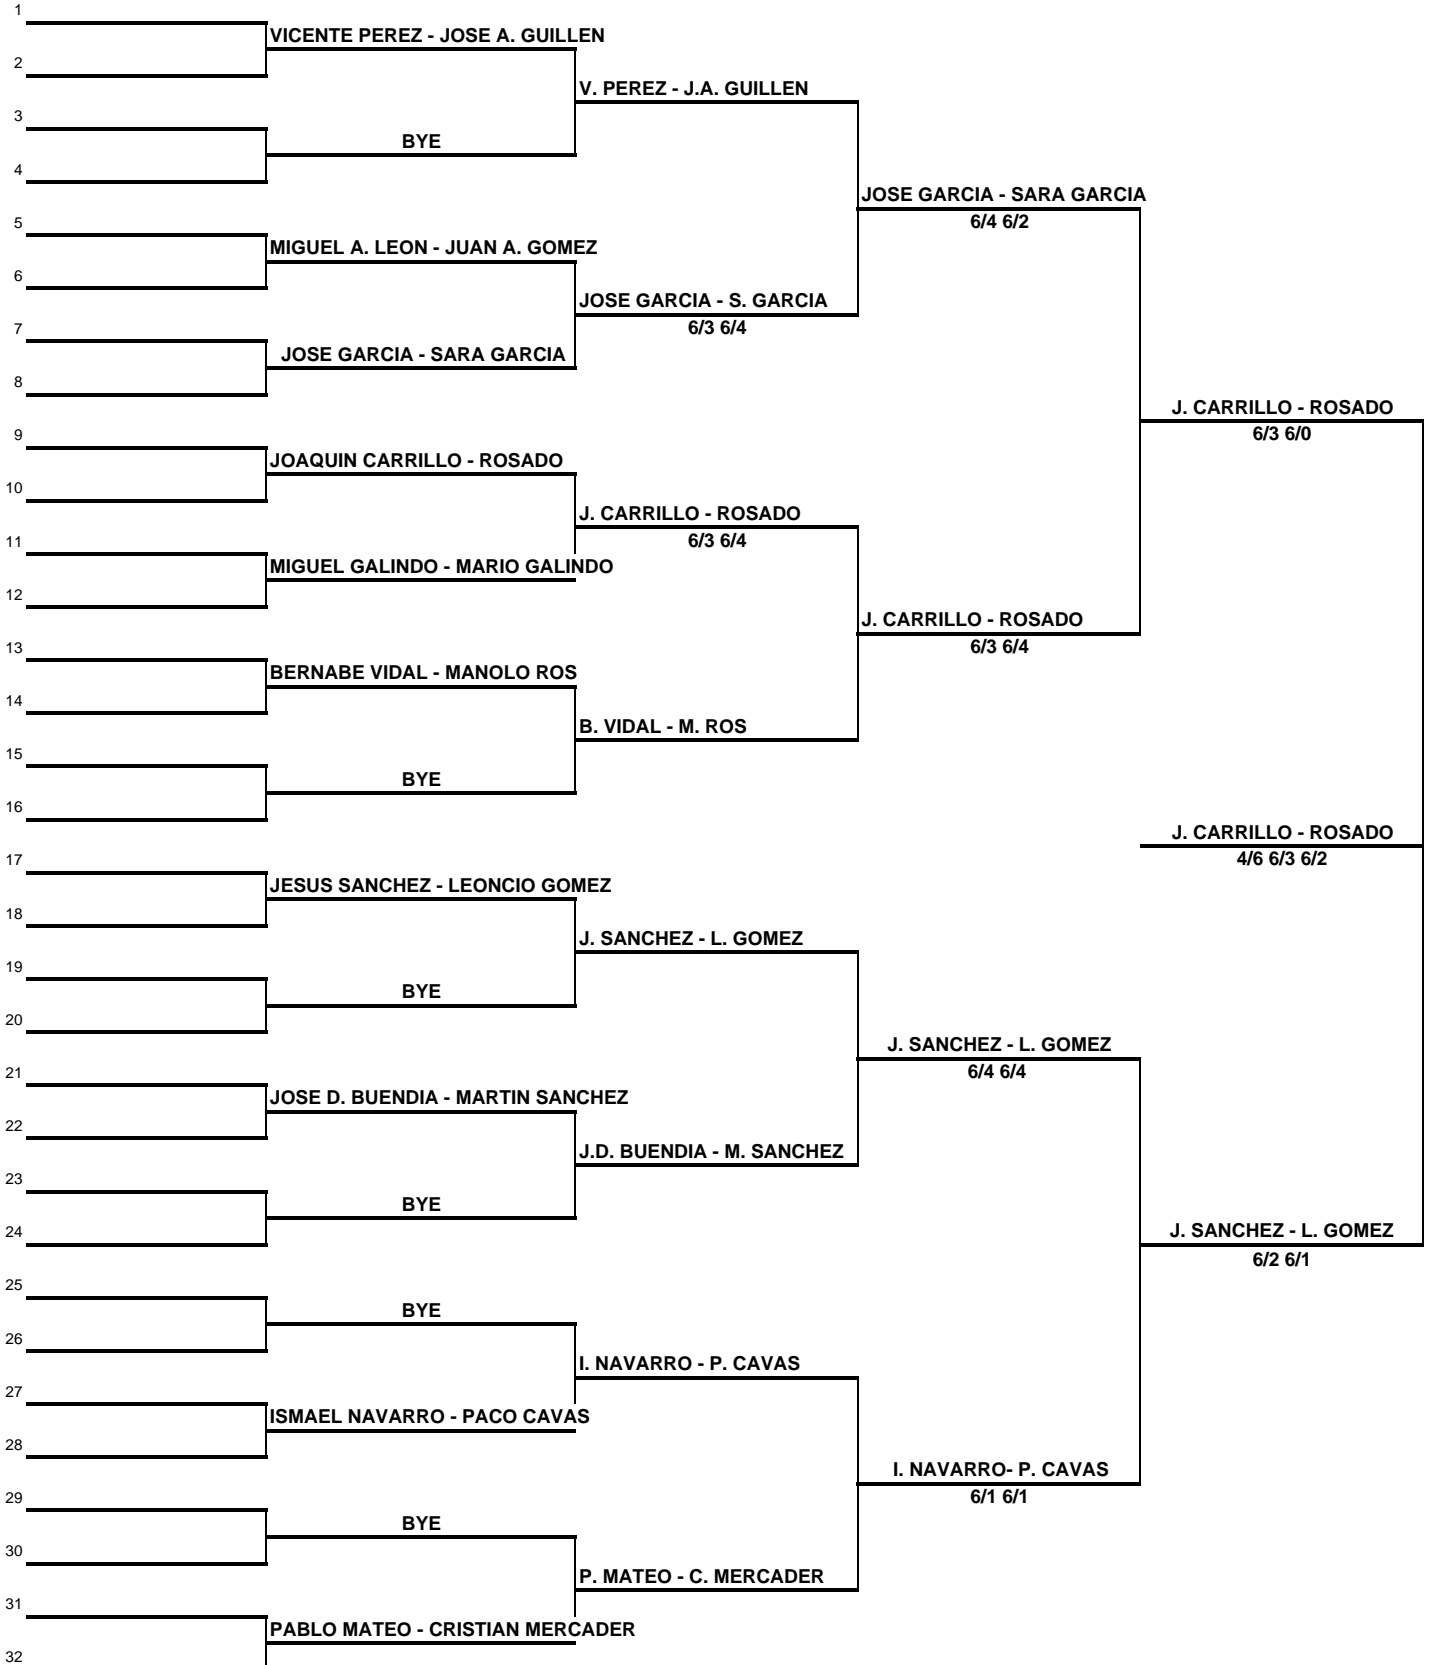 1
VICENTE PEREZ - JOSE A. GUILLEN
2
V. PEREZ - J.A. GUILLEN
3
BYE
4
JOSE GARCIA - SARA GARCIA
6/4 6/2
5
MIGUEL A. LEON - JUAN A. GOMEZ
6
JOSE GARCIA - S. GARCIA
6/3 6/4
7
JOSE GARCIA - SARA GARCIA
8
J. CARRILLO - ROSADO
6/3 6/0
9
JOAQUIN CARRILLO - ROSADO
10
J. CARRILLO - ROSADO
6/3 6/4
11
MIGUEL GALINDO - MARIO GALINDO
12
J. CARRILLO - ROSADO
6/3 6/4
13
BERNABE VIDAL - MANOLO ROS
14
B. VIDAL - M. ROS
15
BYE
16
J. CARRILLO - ROSADO
4/6 6/3 6/2
17
JESUS SANCHEZ - LEONCIO GOMEZ
18
J. SANCHEZ - L. GOMEZ
19
BYE
20
J. SANCHEZ - L. GOMEZ
6/4 6/4
21
JOSE D. BUENDIA - MARTIN SANCHEZ
22
J.D. BUENDIA - M. SANCHEZ
23
BYE
24
J. SANCHEZ - L. GOMEZ
6/2 6/1
25
BYE
26
I. NAVARRO - P. CAVAS
27
ISMAEL NAVARRO - PACO CAVAS
28
I. NAVARRO- P. CAVAS
6/1 6/1
29
BYE
30
P. MATEO - C. MERCADER
31
PABLO MATEO - CRISTIAN MERCADER
32